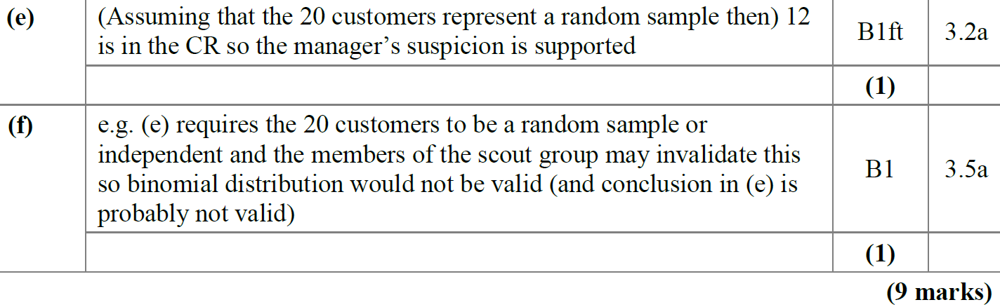 (e) (Assuming that the 20 customers represent a random sample then) 12
is in the CR so the manager’s suspicion is supported
B1ft 3.2a
(1)
(f) e.g. (e) requires the 20 customers to be a random sample or
independent and the members of the scout group may invalidate this
so binomial distribution would not be valid (and conclusion in (e) is
probably not valid)
B1 3.5a
(1)
(9 marks)